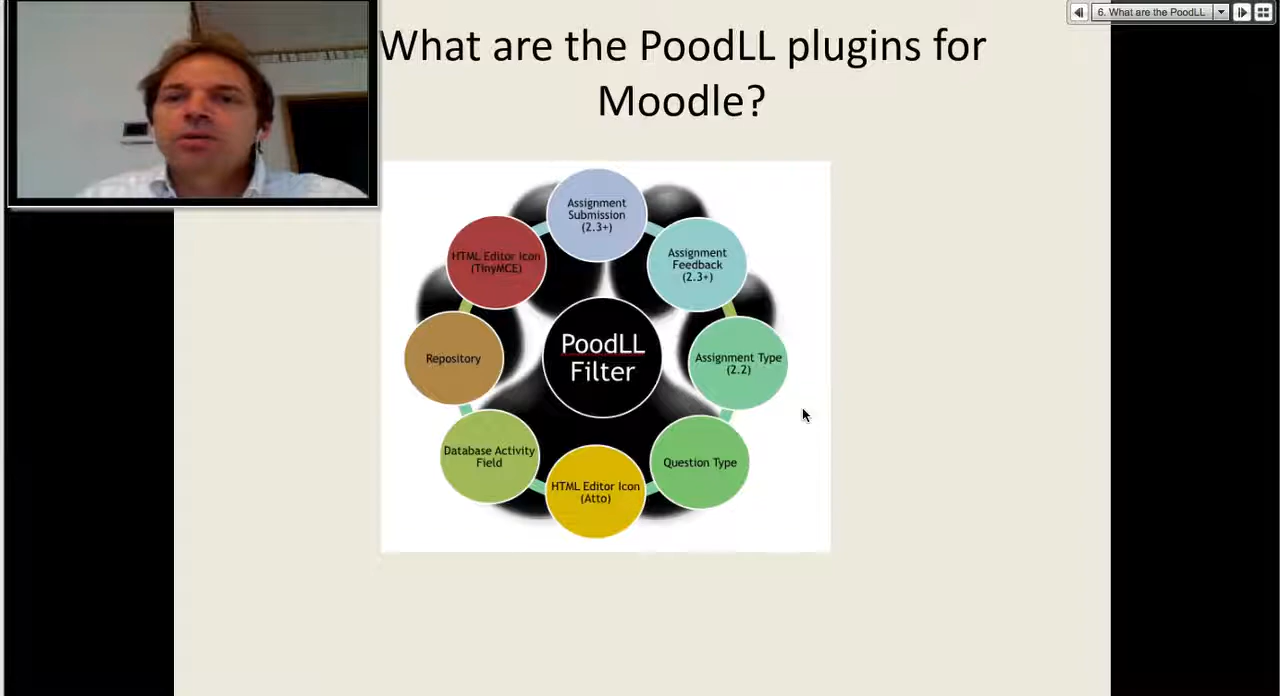 6. What are the PoodLL
What are the PoodLL plugins for
Moodle?
Assignment
Submission
(2.3+)
HTML Editor Icon
(TinyMCE)
Assignment
Feedback
(2.3+)
PoodLL
Filter
Repository
Assignment Type
(2.2)
Database Activity
Field
Question Type
HTML Editor Icon
(Atto)